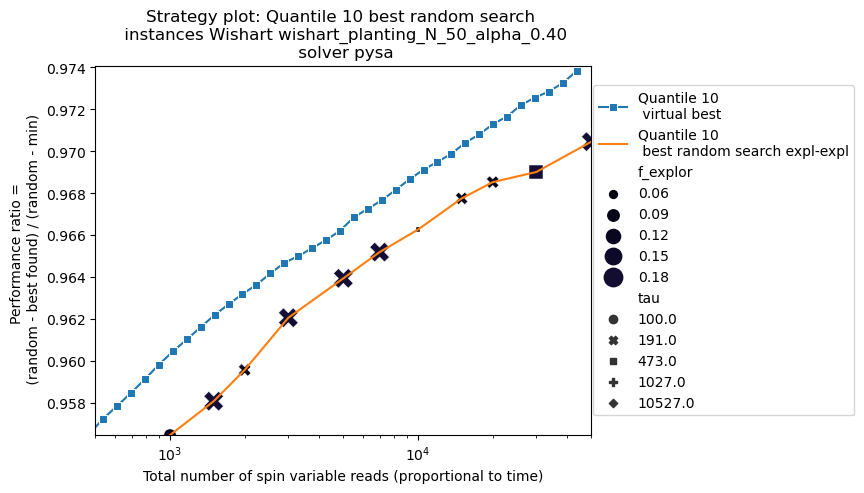 Strategy plot: Quantile 10 best random search
instances Wishart wishart_planting_N_50_alpha_0.40
solver pysa
Performance ratio =
(random - best found) / (random - min)
0.974
0.972
0.970
0.968
0.966
0.964
0.962
0.960
0.958
10^3
10^4
Total number of spin variable reads (proportional to time)
Quantile 10
virtual best
Quantile 10
best random search expl-expl
f_explor
0.06
0.09
0.12
0.15
0.18
tau
100.0
191.0
473.0
1027.0
10527.0